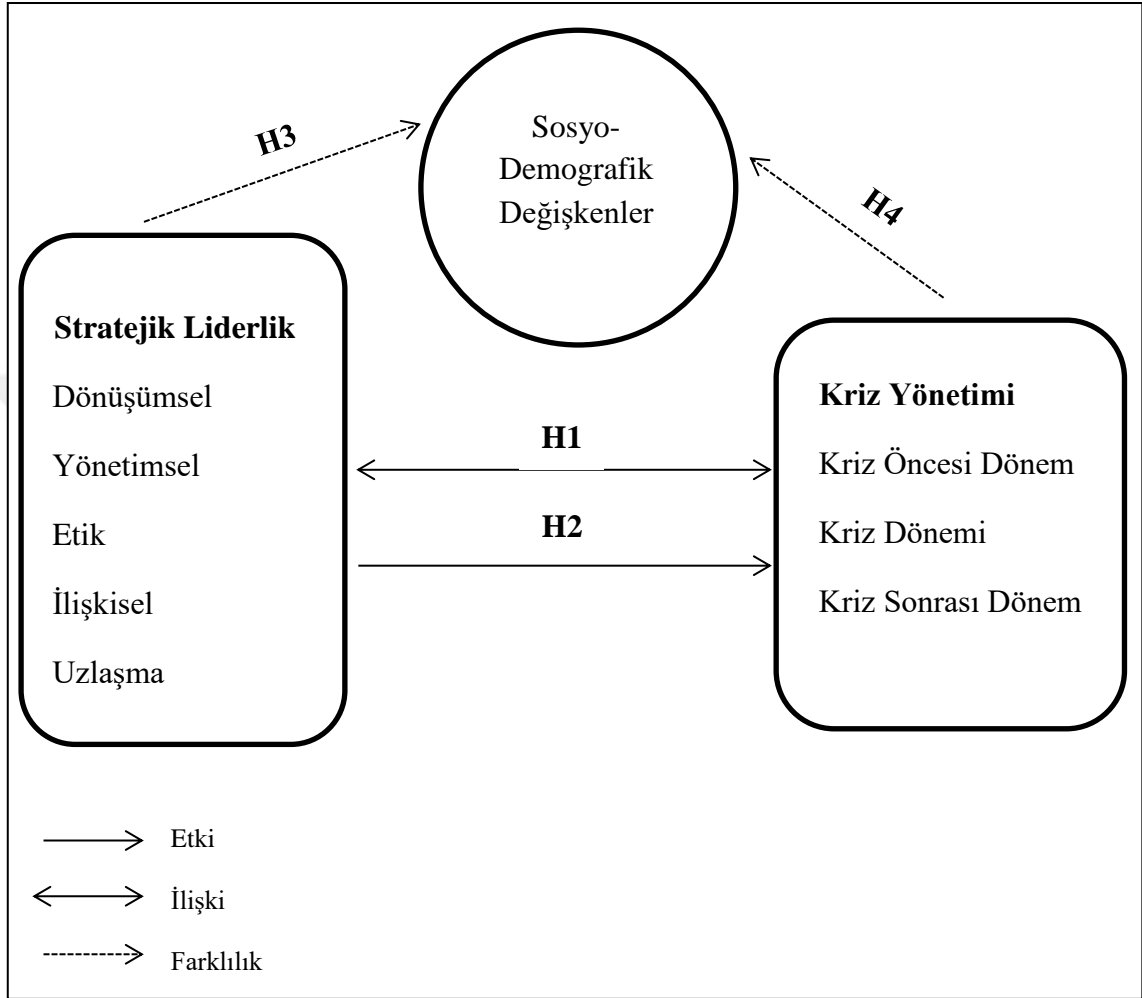 Sosyo-
Demografik
Değişkenler
H3
H4
Stratejik Liderlik
Dönüşümsel
Yönetimsel
Etik
İlişkisel
Uzlaşma
H1
H2
Kriz Yönetimi
Kriz Öncesi Dönem
Kriz Dönemi
Kriz Sonrası Dönem
Etki
İlişki
Farklılık